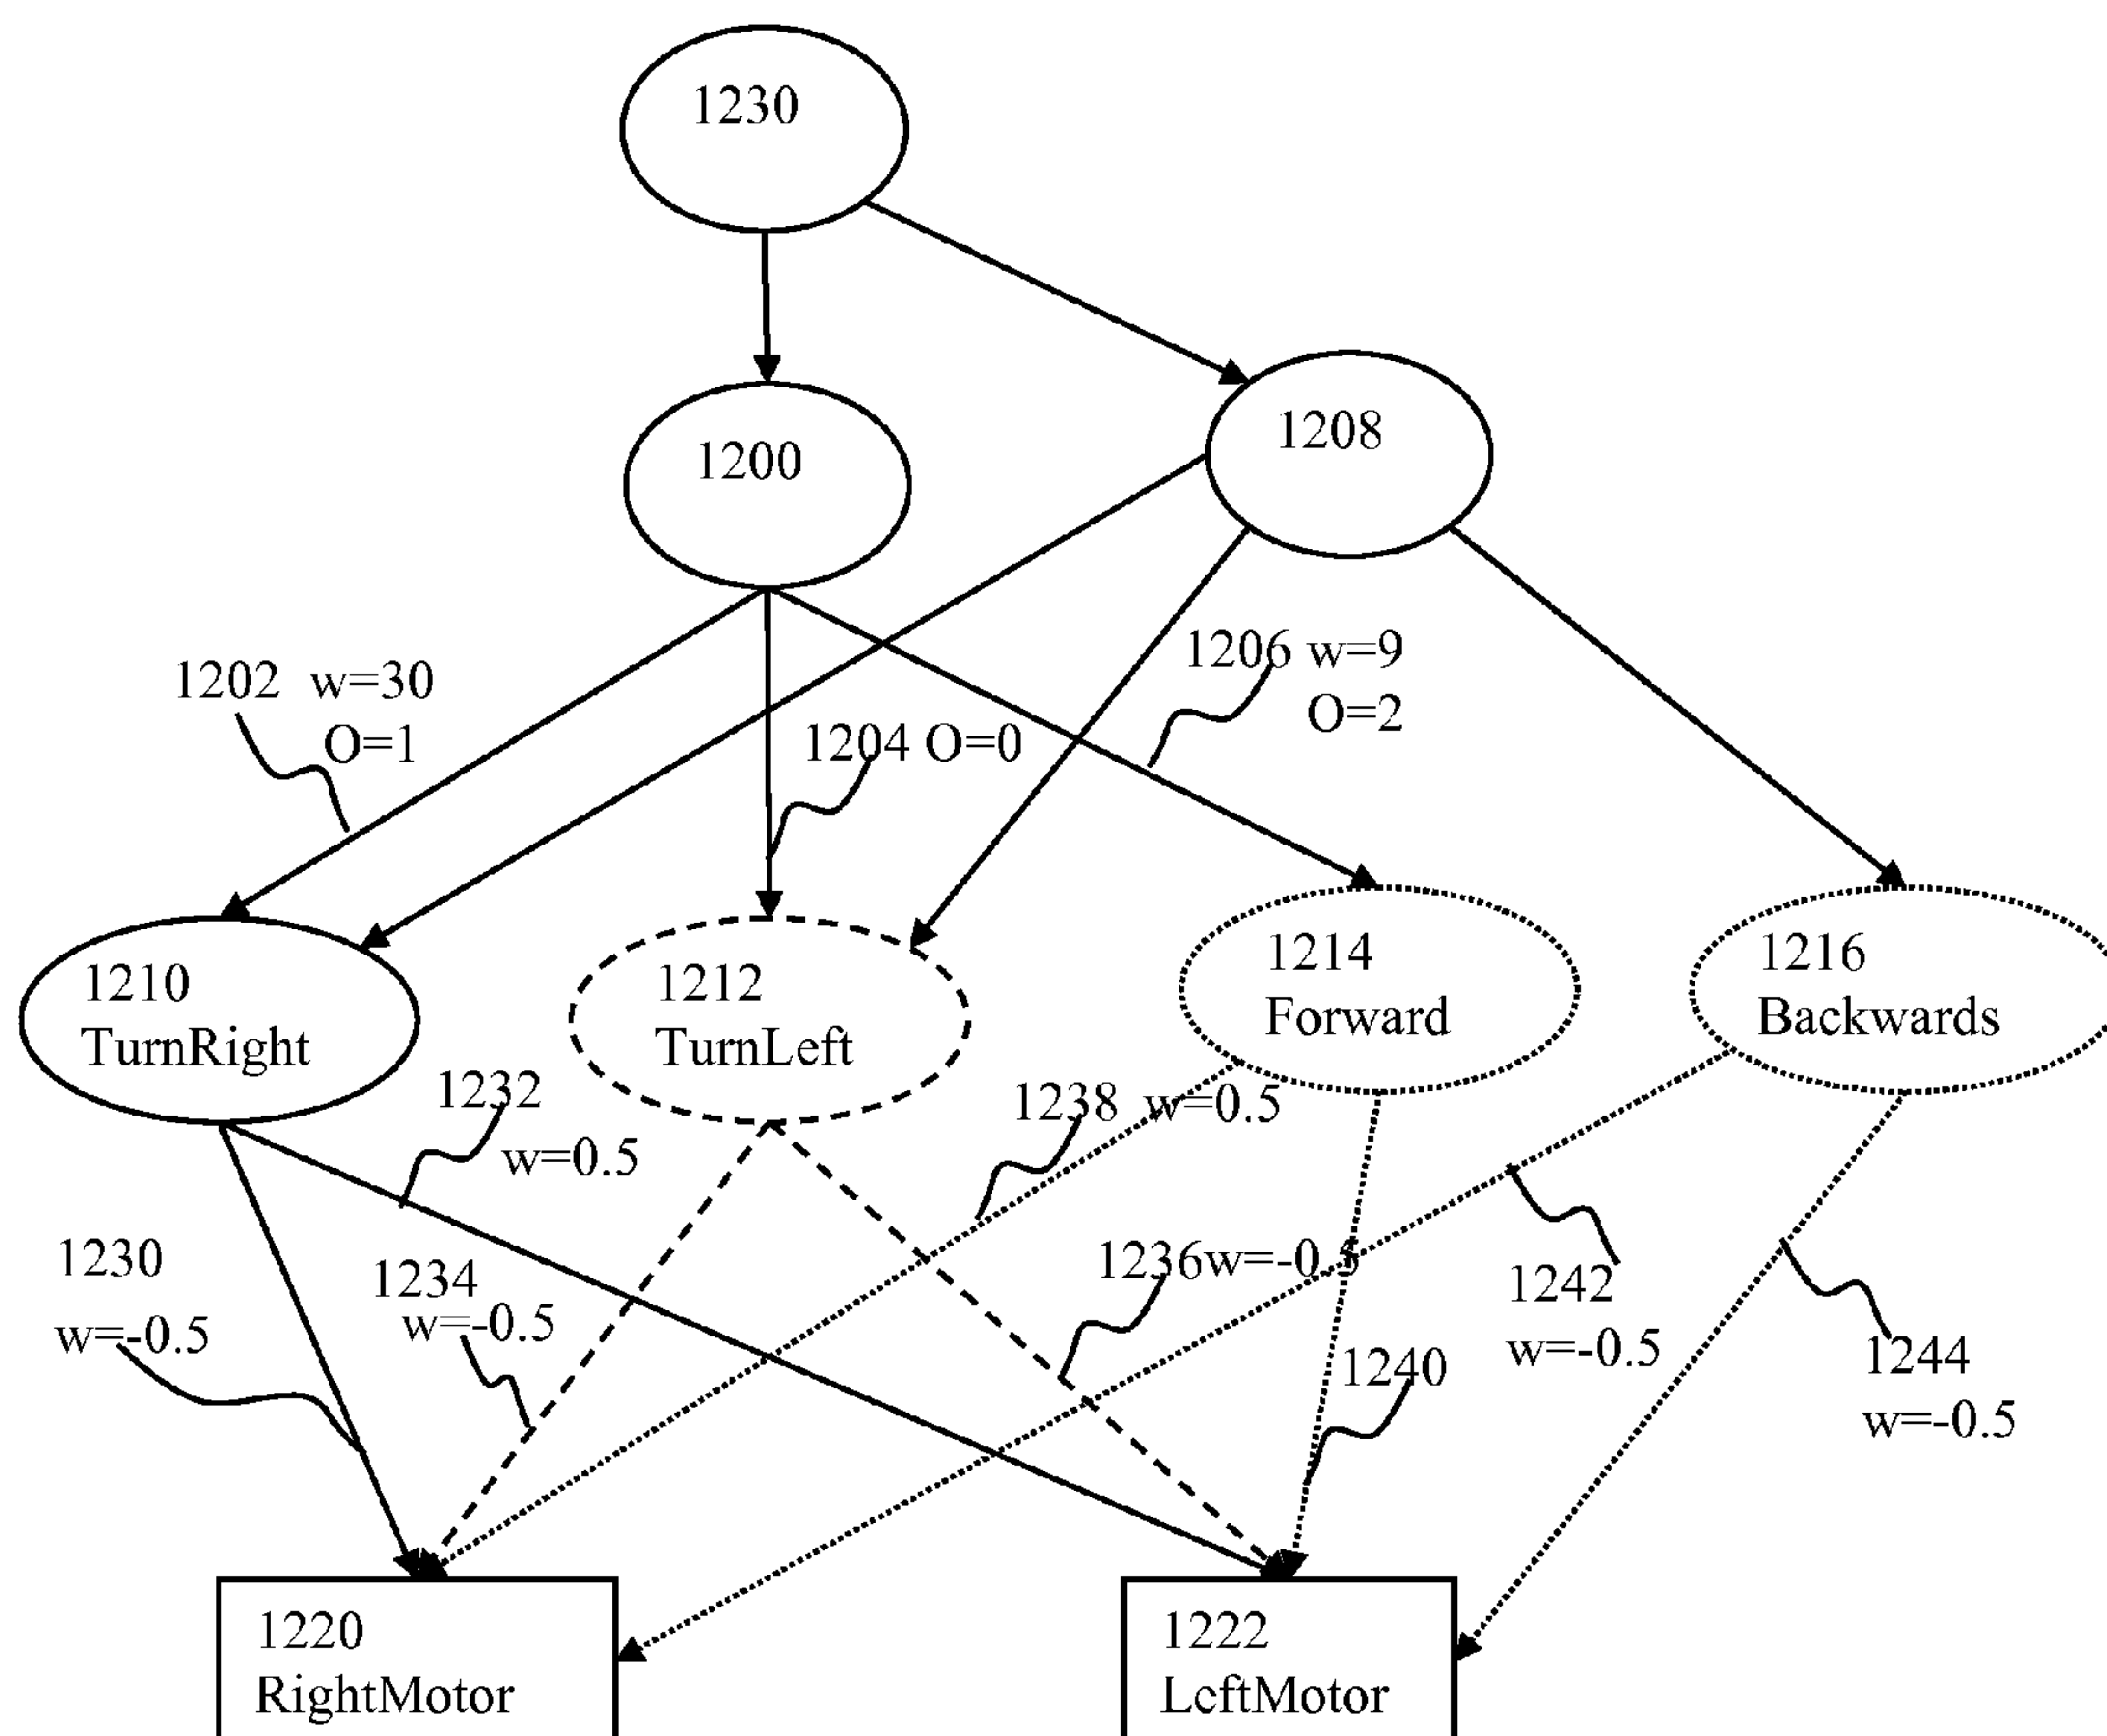 1230
1200
1208
1202 w=30
O=1
1204 O=0
1206 w=9
O=2
1210
TurnRight
1212
TurnLeft
1214
Forward
1216
Backwards
1232
w=0.5
1238 w=0.5
1230
w=-0.5
1234
w=-0.5
1236w=-0.5
1240
1242
w=-0.5
1244
w=-0.5
1220
RightMotor
1222
LeftMotor